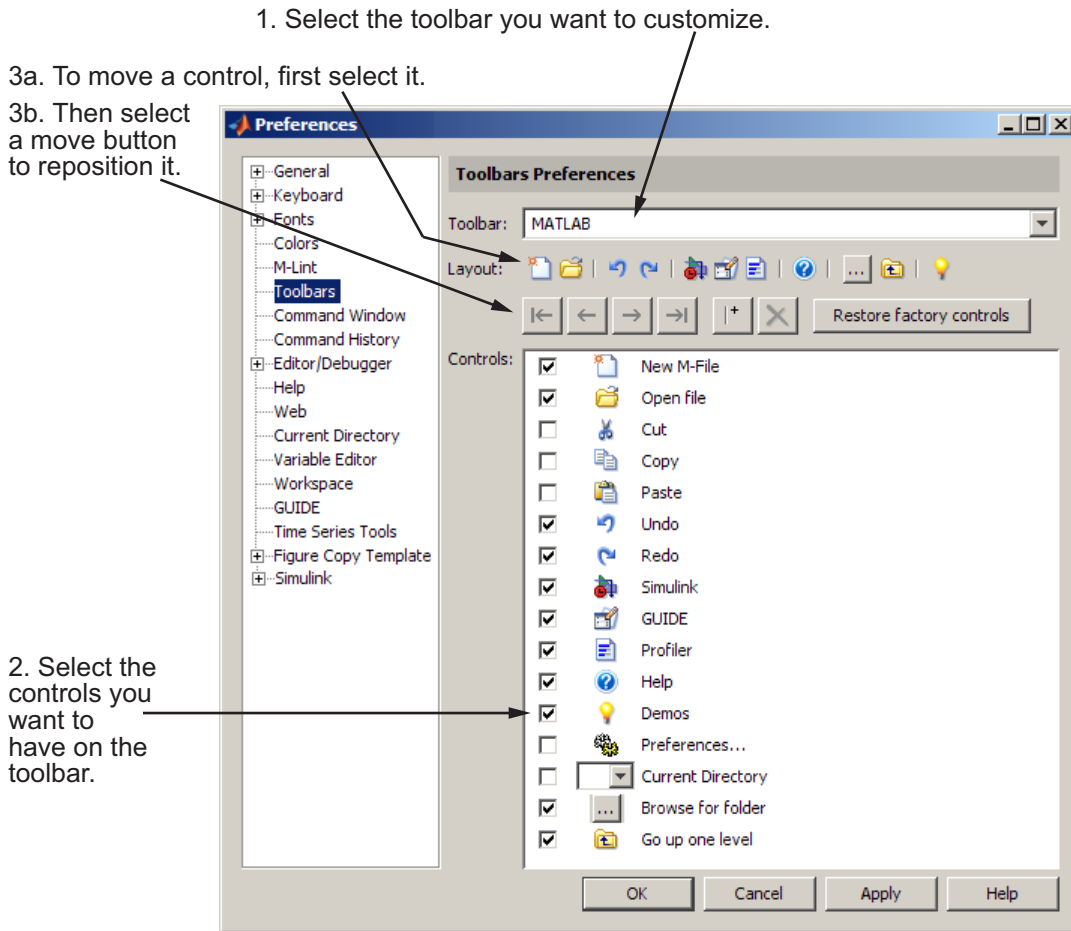 1. Select the toolbar you want to customize.
3a. To move a control, first select it.
3b. Then select
a move button
to reposition it.
Preferences
General
Keyboard
Fonts
Colors
M-Lint
Toolbars
Command Window
Command History
Editor/Debugger
Help
Web
Current Directory
Variable Editor
Workspace
GUIDE
Time Series Tools
Figure Copy Template
Simulink
Toolbars Preferences
Toolbar: MATLAB
Layout:
...
Restore factory controls
Controls:
New M-File
Open file
Cut
Copy
Paste
Undo
Redo
Simulink
GUIDE
Profiler
Help
Demos
Preferences...
Current Directory
... Browse for folder
Go up one level
2. Select the
controls you
want to
have on the
toolbar.
OK Cancel Apply Help